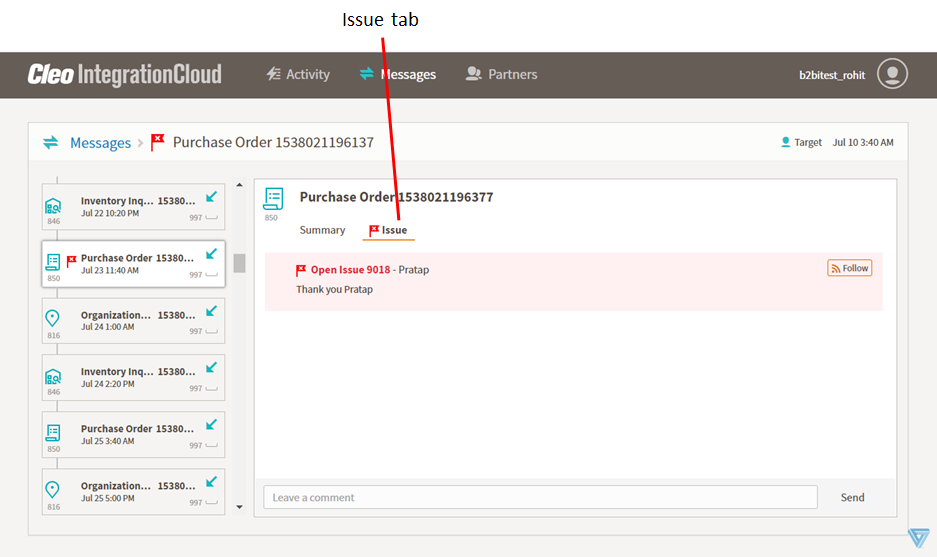 Issue tab
Cleo IntegrationCloud
Activity
Messages
Partners
b2bitest_rohit
Messages > Purchase Order 1538021196137
Target Jul 10 3:40 AM
Inventory Inq... 15380...
Jul 22 10:20 PM
846
997
Purchase Order 15380...
Jul 23 11:40 AM
850
997
Organization... 15380...
Jul 24 1:00 AM
816
997
Inventory Inq... 15380...
Jul 24 2:20 PM
846
997
Purchase Order 15380...
Jul 25 3:40 AM
850
997
Organization... 15380...
Jul 25 5:00 PM
816
997
850
Purchase Order 1538021196377
Summary
Issue
Open Issue 9018 - Pratap
Follow
Thank you Pratap
Leave a comment
Send